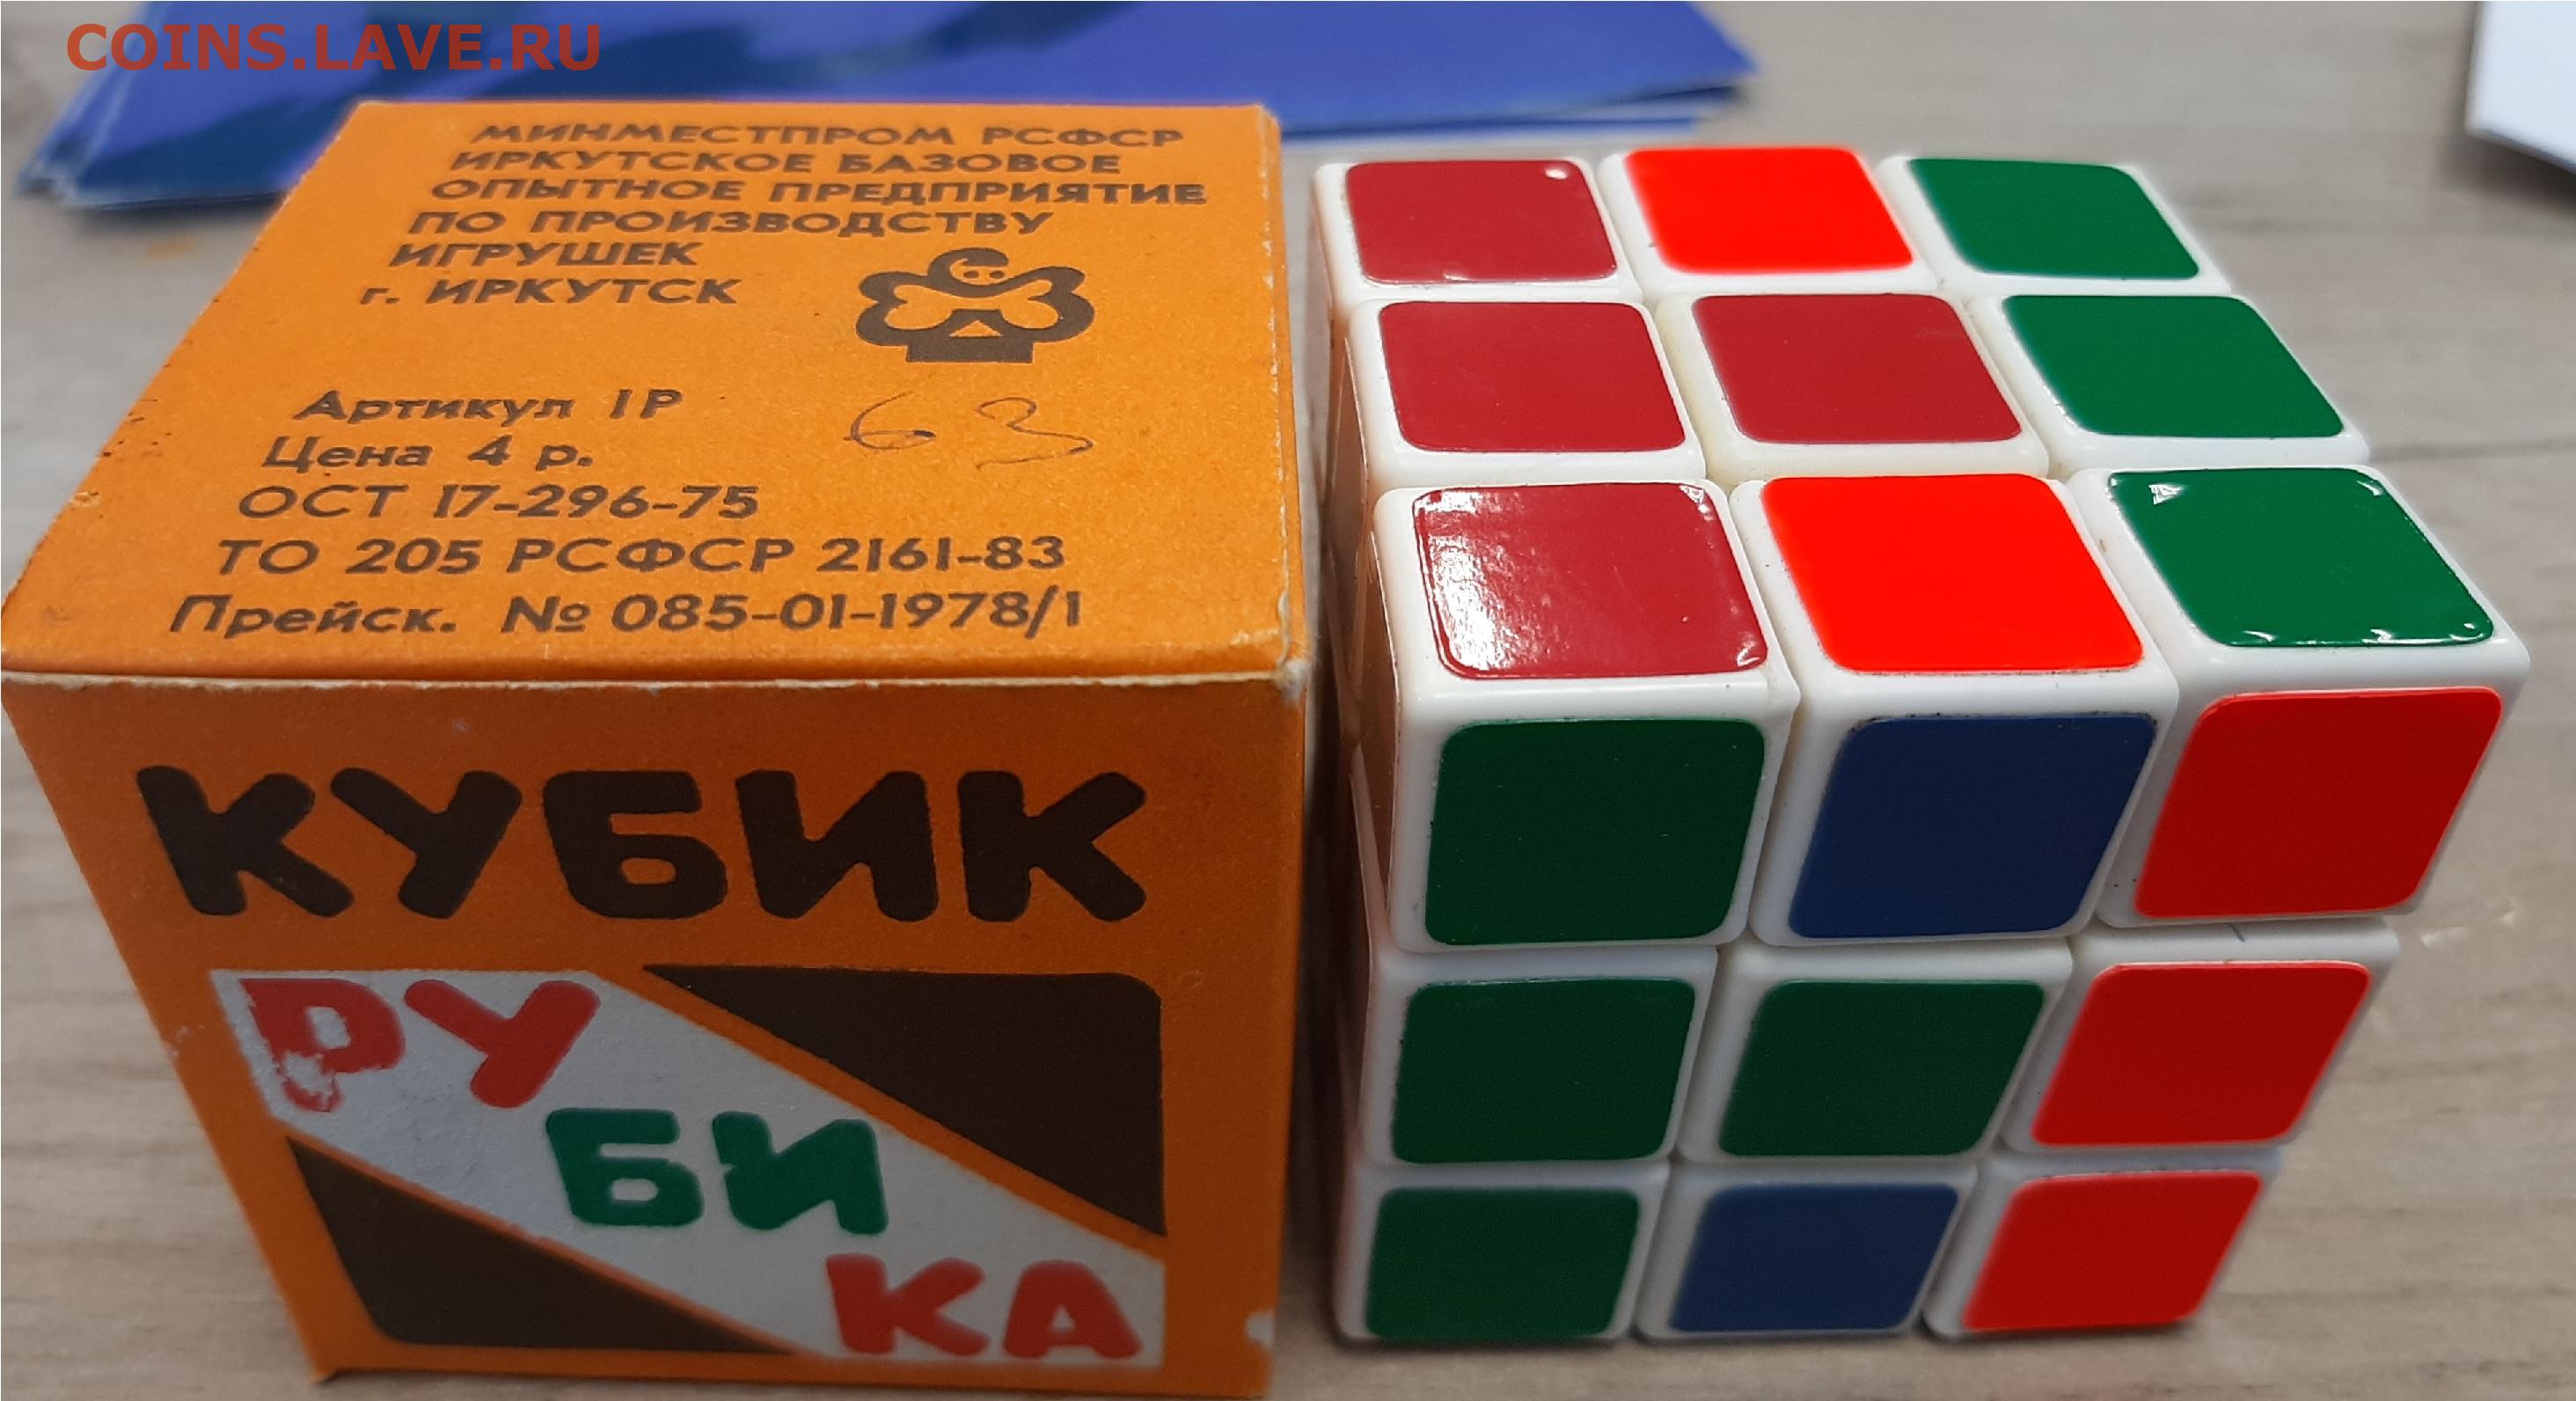 COINS.LAVE.RU
МИНМЕСТПРОМ РСФСР
ИРКУТСКОЕ БАЗОВОЕ
ОПЫТНОЕ ПРЕДПРИЯТИЕ
ПО ПРОИЗВОДСТВУ
ИГРУШЕК
г. ИРКУТСК
Артикул 1Р
63
Цена 4 р.
ОСТ 17-296-75
ТО 205 РСФСР 2161-83
Прейск. № 085-01-1978/1
КУБИК
РУ
БИ
КА